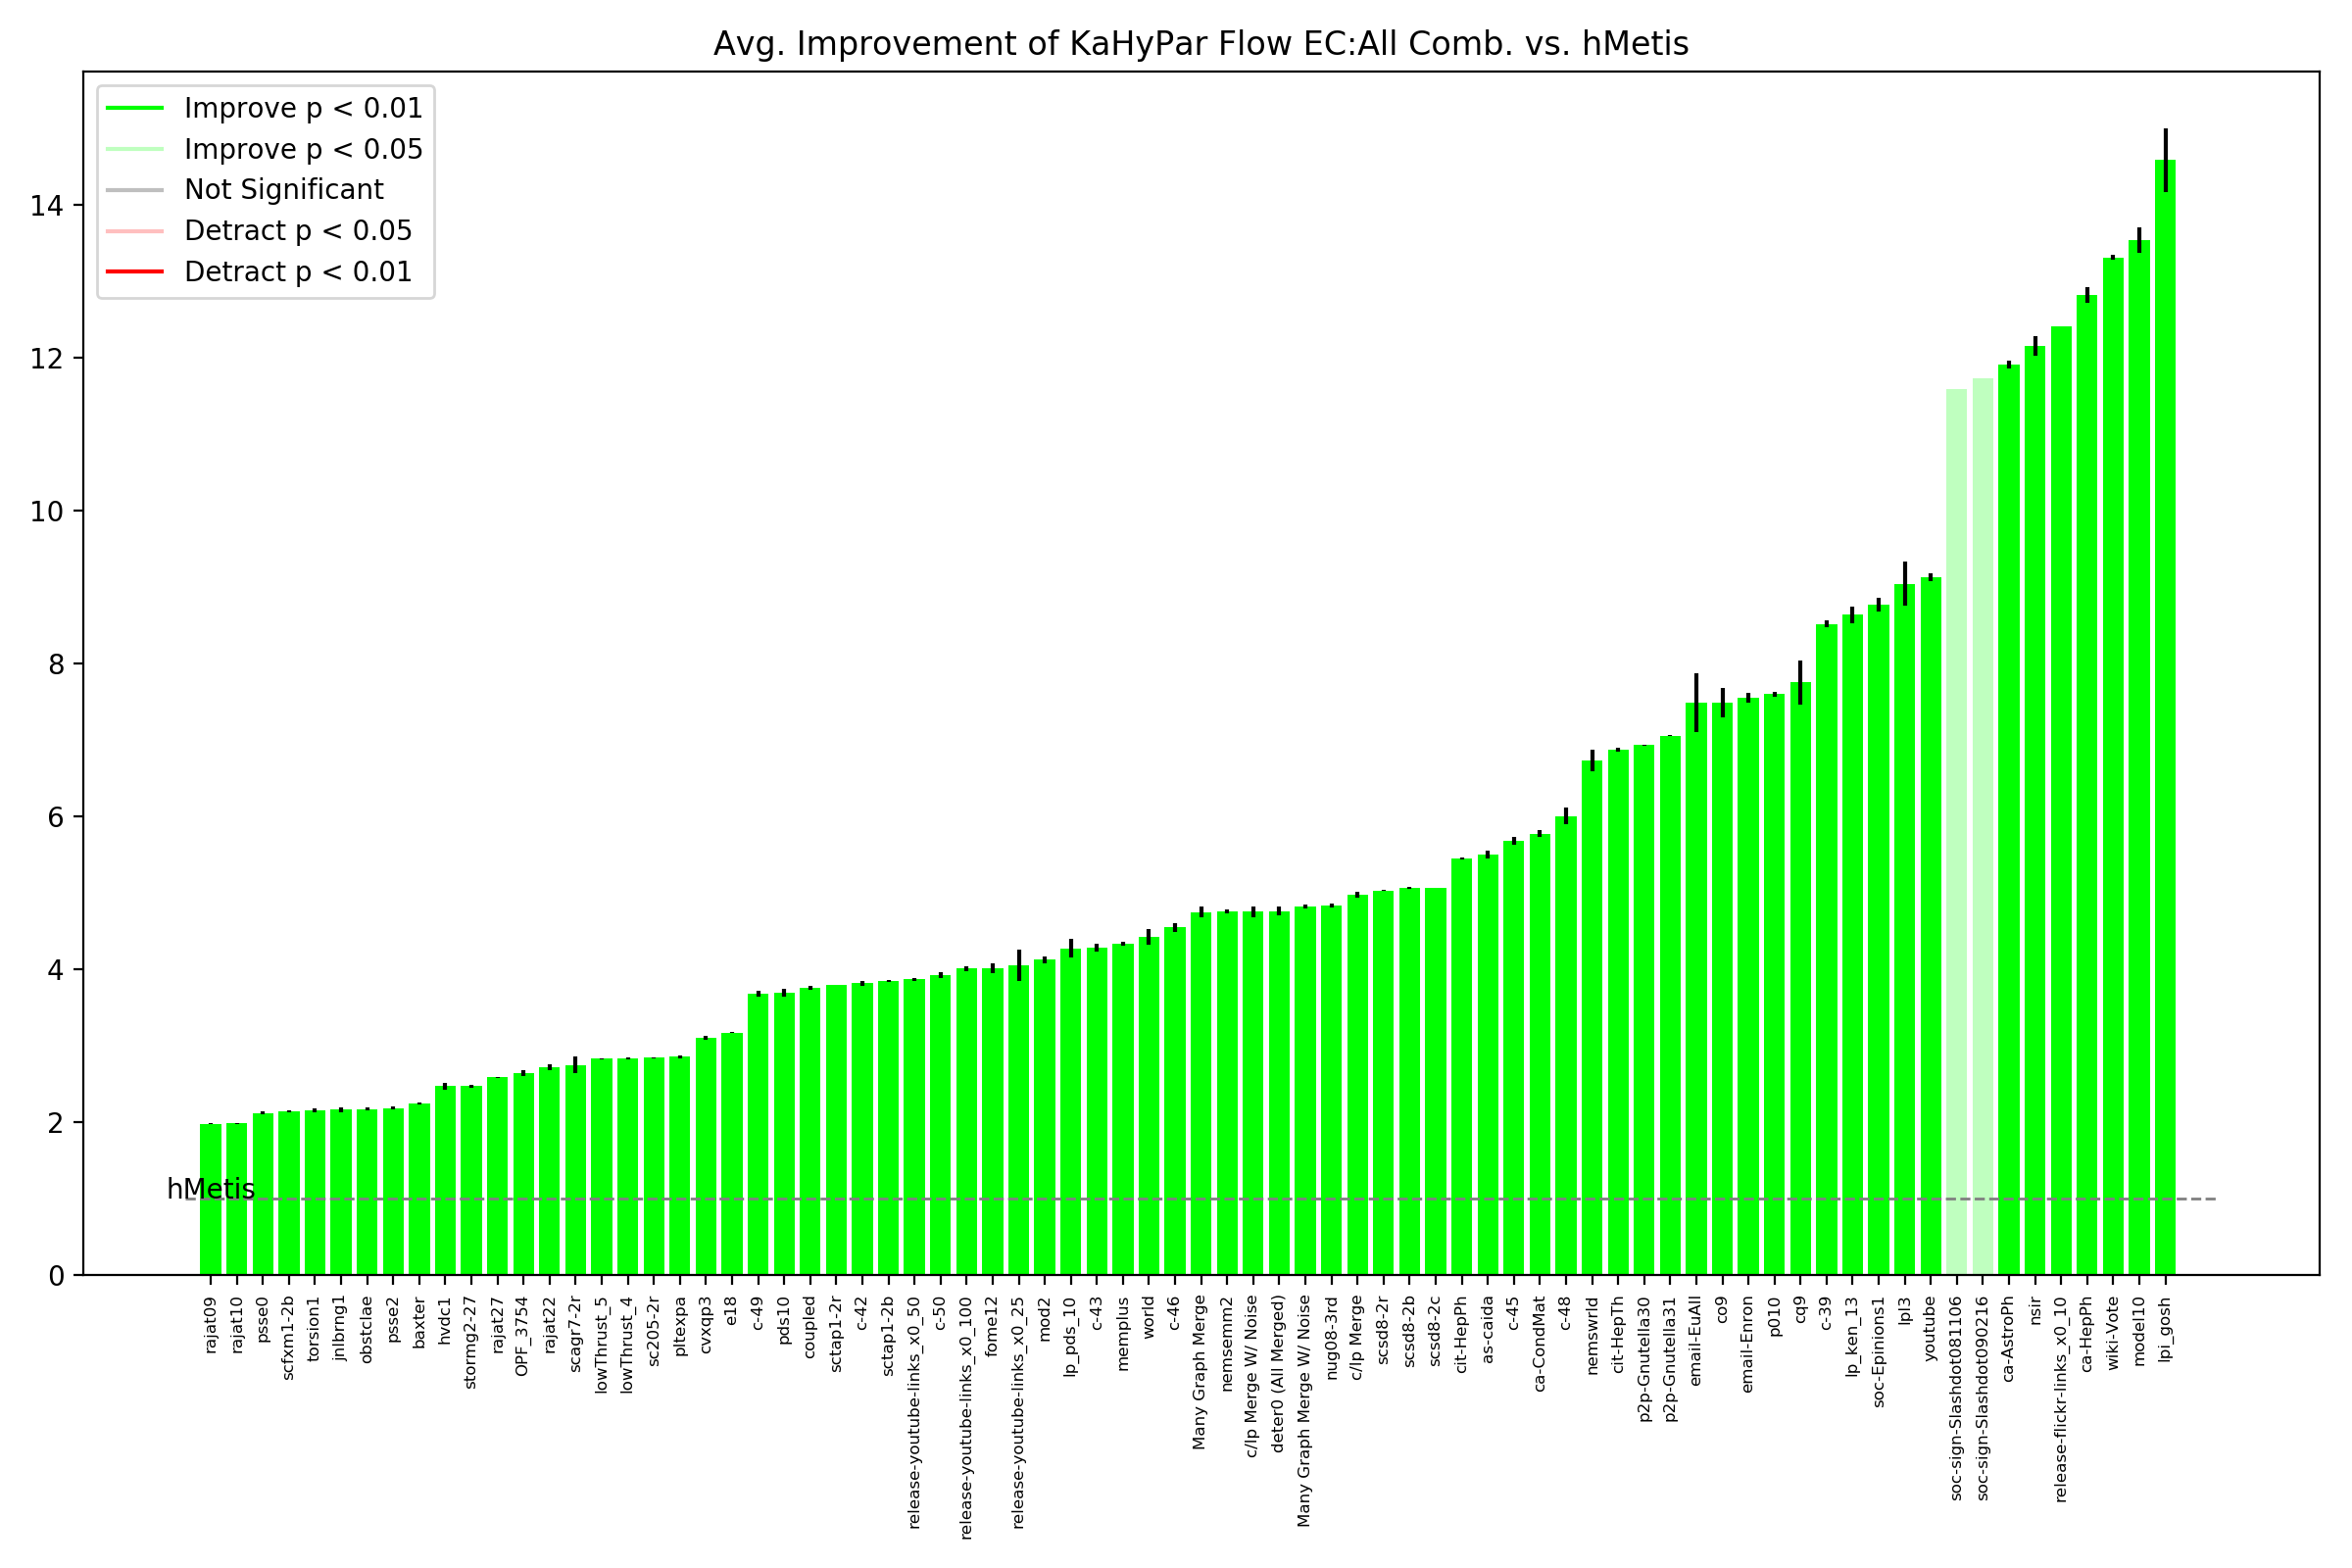 Avg. Improvement of KaHyPar Flow EC:All Comb. vs. hMetis
Improve p < 0.01
Improve p < 0.05
Not Significant
Detract p < 0.05
Detract p < 0.01
14
12
10
8
6
4
2
0
hMetis
rajat09
rajat10
psse0
scfxm1-2b
torsion1
jnlbrng1
obstclae
psse2
baxter
hvdc1
stormg2-27
rajat27
OPF_3754
rajat22
scagr7-2r
lowThrust_5
lowThrust_4
sc205-2r
pltexpa
cvxqp3
e18
c-49
pds10
coupled
sctap1-2r
c-42
sctap1-2b
release-youtube-links_x0_50
c-50
release-youtube-links_x0_100
fome12
release-youtube-links_x0_25
mod2
lp_pds_10
c-43
memplus
world
c-46
Many Graph Merge
nemsemm2
c/lp Merge W/ Noise
deter0 (All Merged)
Many Graph Merge W/ Noise
nug08-3rd
c/lp Merge
scsd8-2r
scsd8-2b
scsd8-2c
cit-HepPh
as-caida
c-45
ca-CondMat
c-48
nemswrld
cit-HepTh
p2p-Gnutella30
p2p-Gnutella31
email-EuAll
co9
email-Enron
p010
cq9
c-39
lp_ken_13
soc-Epinions1
lpl3
youtube
soc-sign-Slashdot081106
soc-sign-Slashdot090216
ca-AstroPh
nsir
release-flickr-links_x0_10
ca-HepPh
wiki-Vote
model10
lpi_gosh